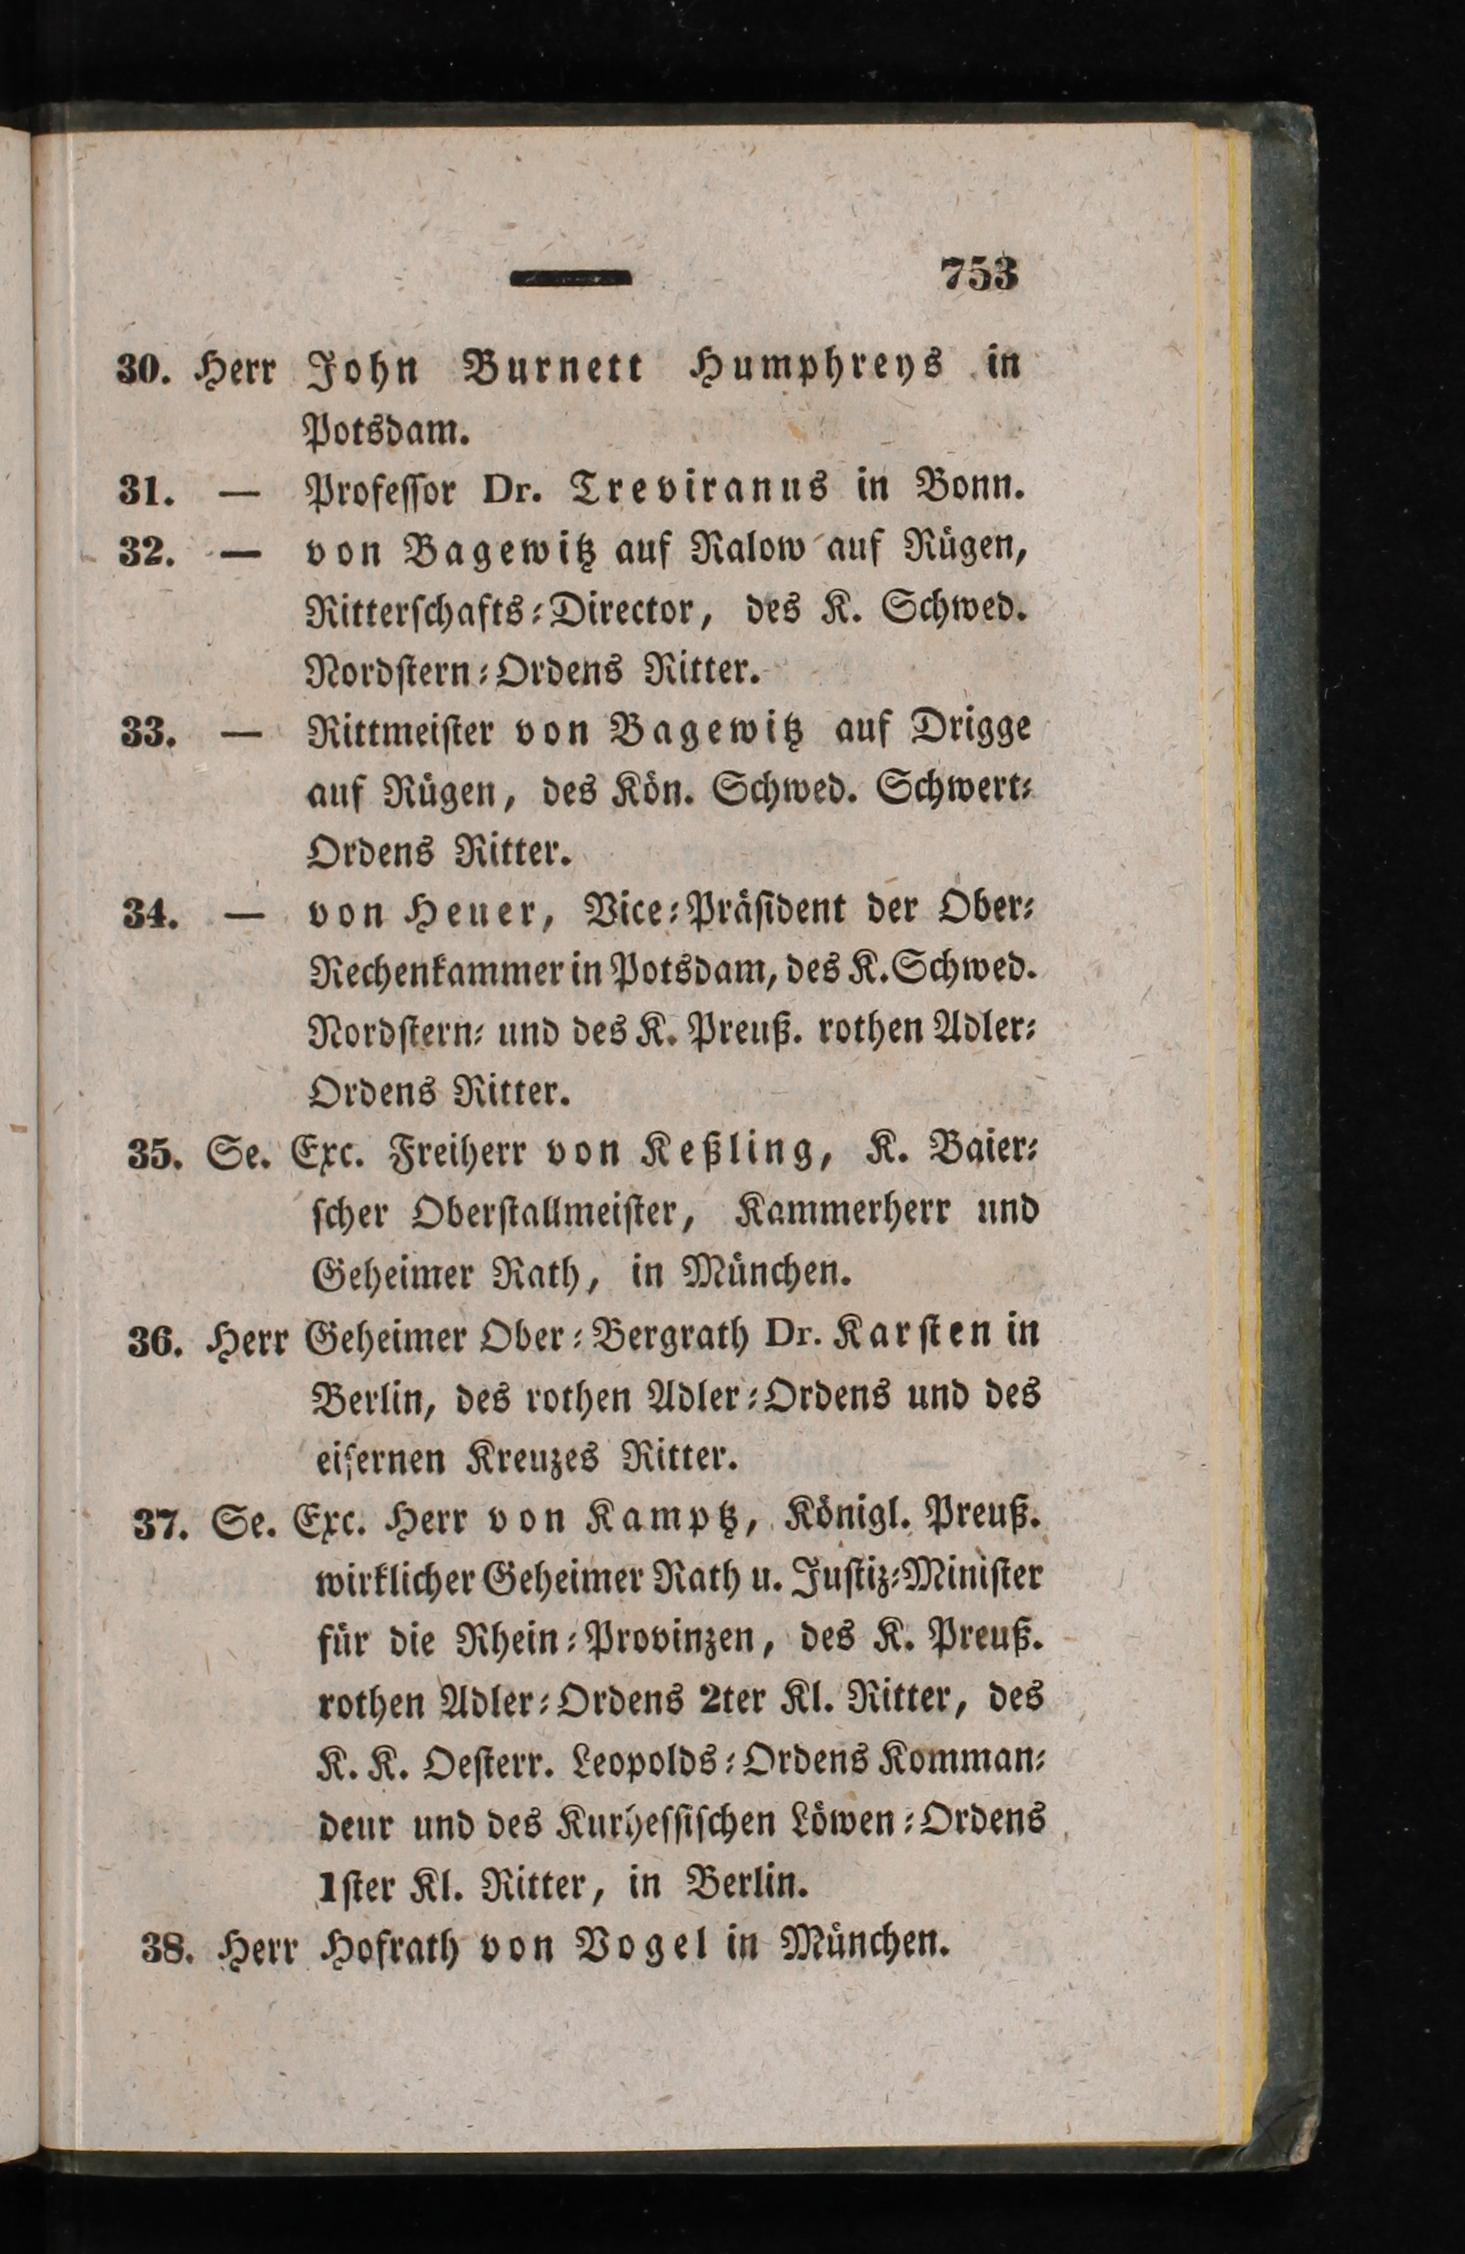 753
30. Herr John Burnett Humphreys in
Potsdam.
31. — Professor Dr. Treviranus in Bonn.
32. — von Bagewitz auf Ralow auf Rügen,
Ritterschafts-Director, des K. Schwed.
Nordstern-Ordens Ritter.
33. — Rittmeister von Bagewitz auf Drigge
auf Rügen, des Kön. Schwed. Schwert-
Ordens Ritter.
34. — von Heuer, Vice-Präsident der Ober-
Rechenkammer in Potsdam, des K. Schwed.
Nordstern- und des K. Preuß. rothen Adler-
Ordens Ritter.
35. Se. Exc. Freiherr von Keßling, K. Baier-
scher Oberstallmeister, Kammerherr und
Geheimer Rath, in München.
36. Herr Geheimer Ober-Bergrath Dr. Karsten in
Berlin, des rothen Adler-Ordens und des
eisernen Kreuzes Ritter.
37. Se. Exc. Herr von Kamptz, Königl. Preuß.
wirklicher Geheimer Rath u. Justiz-Minister
für die Rhein-Provinzen, des K. Preuß.
rothen Adler-Ordens 2ter Kl. Ritter, des
K. K. Oesterr. Leopolds-Ordens Komman-
deur und des Kurhessischen Löwen-Ordens
1ster Kl. Ritter, in Berlin.
38. Herr Hofrath von Vogel in München.